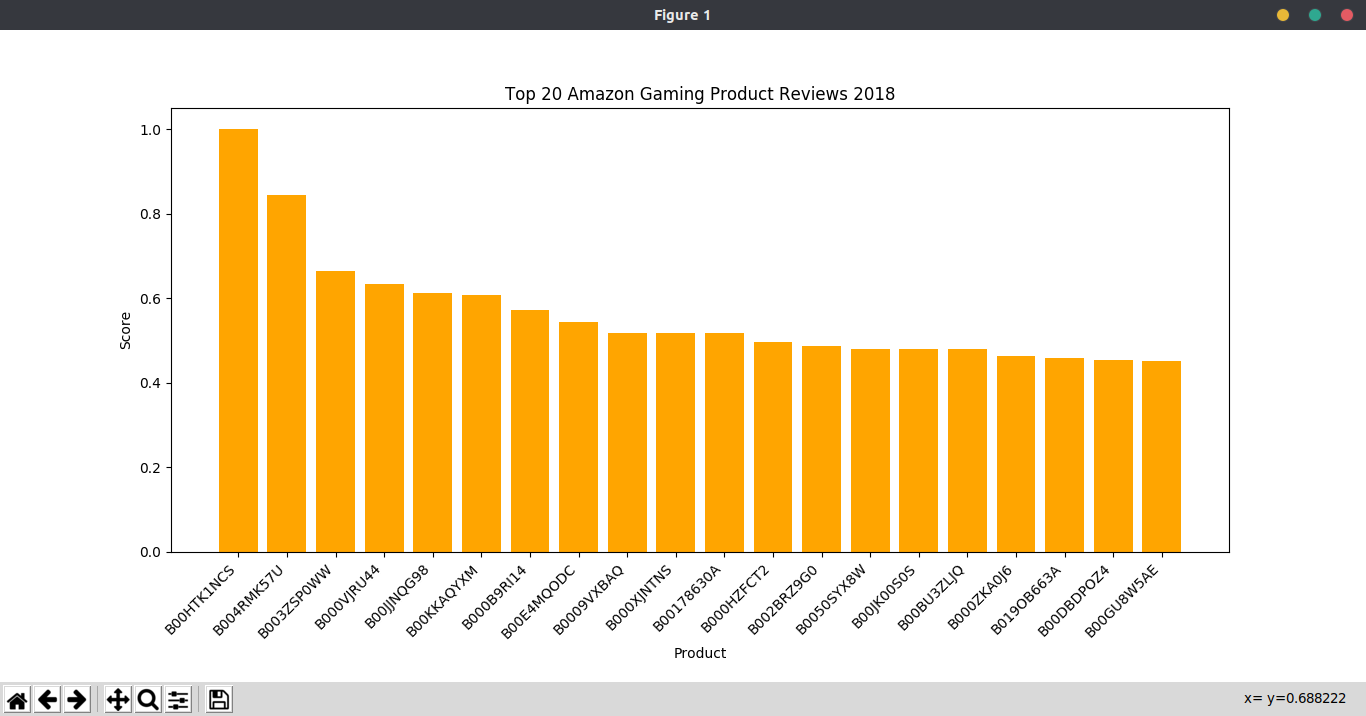 Figure 1
Top 20 Amazon Gaming Product Reviews 2018
1.0
0.8
0.6
0.4
0.2
0.0
Score
B00HTK1NCS
B004RMK57U
B003ZSP0WW
B000VJRU44
B00JJNQG98
B00KKAQYXM
B000B9RI14
B00E4MQODC
B0009VXBAQ
B000XJNTNS
B00178630A
B000HZFCT2
B002BRZ9G0
B0050SYX8W
B00JK00S0S
B00BU3ZLJQ
B000ZKA0J6
B019OB663A
B00DBDPOZ4
B00GU8W5AE
Product
x= y=0.688222